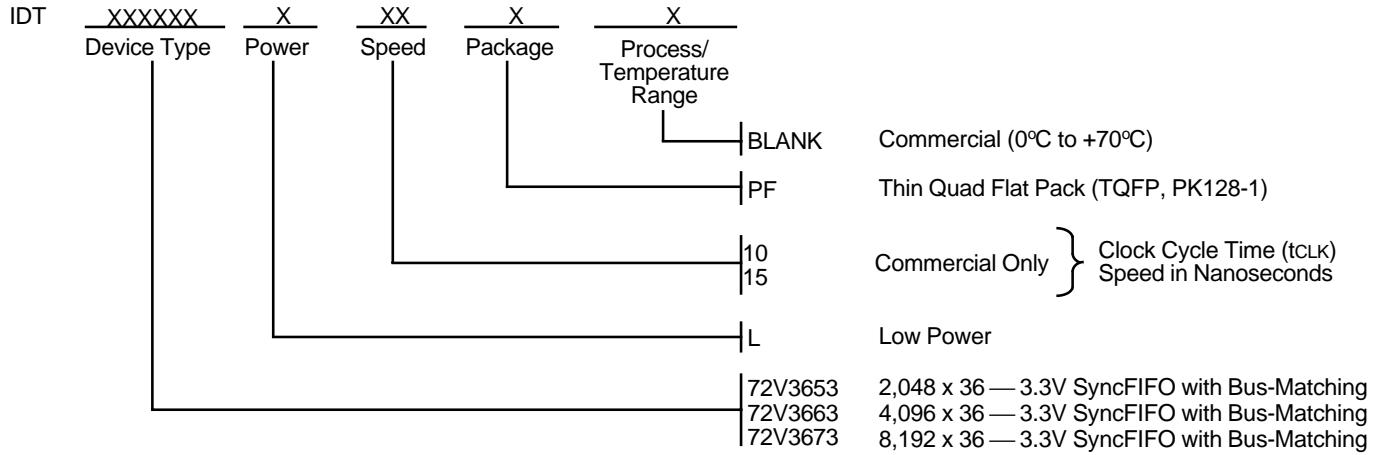 IDT XXXXXX X XX X X
Device Type Power Speed Package Process/
Temperature
Range
BLANK Commercial (0ºC to +70ºC)
PF Thin Quad Flat Pack (TQFP, PK128-1)
10
15
Commercial Only
Clock Cycle Time (tCLK)
Speed in Nanoseconds
L Low Power
72V3653 2,048 x 36 — 3.3V SyncFIFO with Bus-Matching
72V3663 4,096 x 36 — 3.3V SyncFIFO with Bus-Matching
72V3673 8,192 x 36 — 3.3V SyncFIFO with Bus-Matching